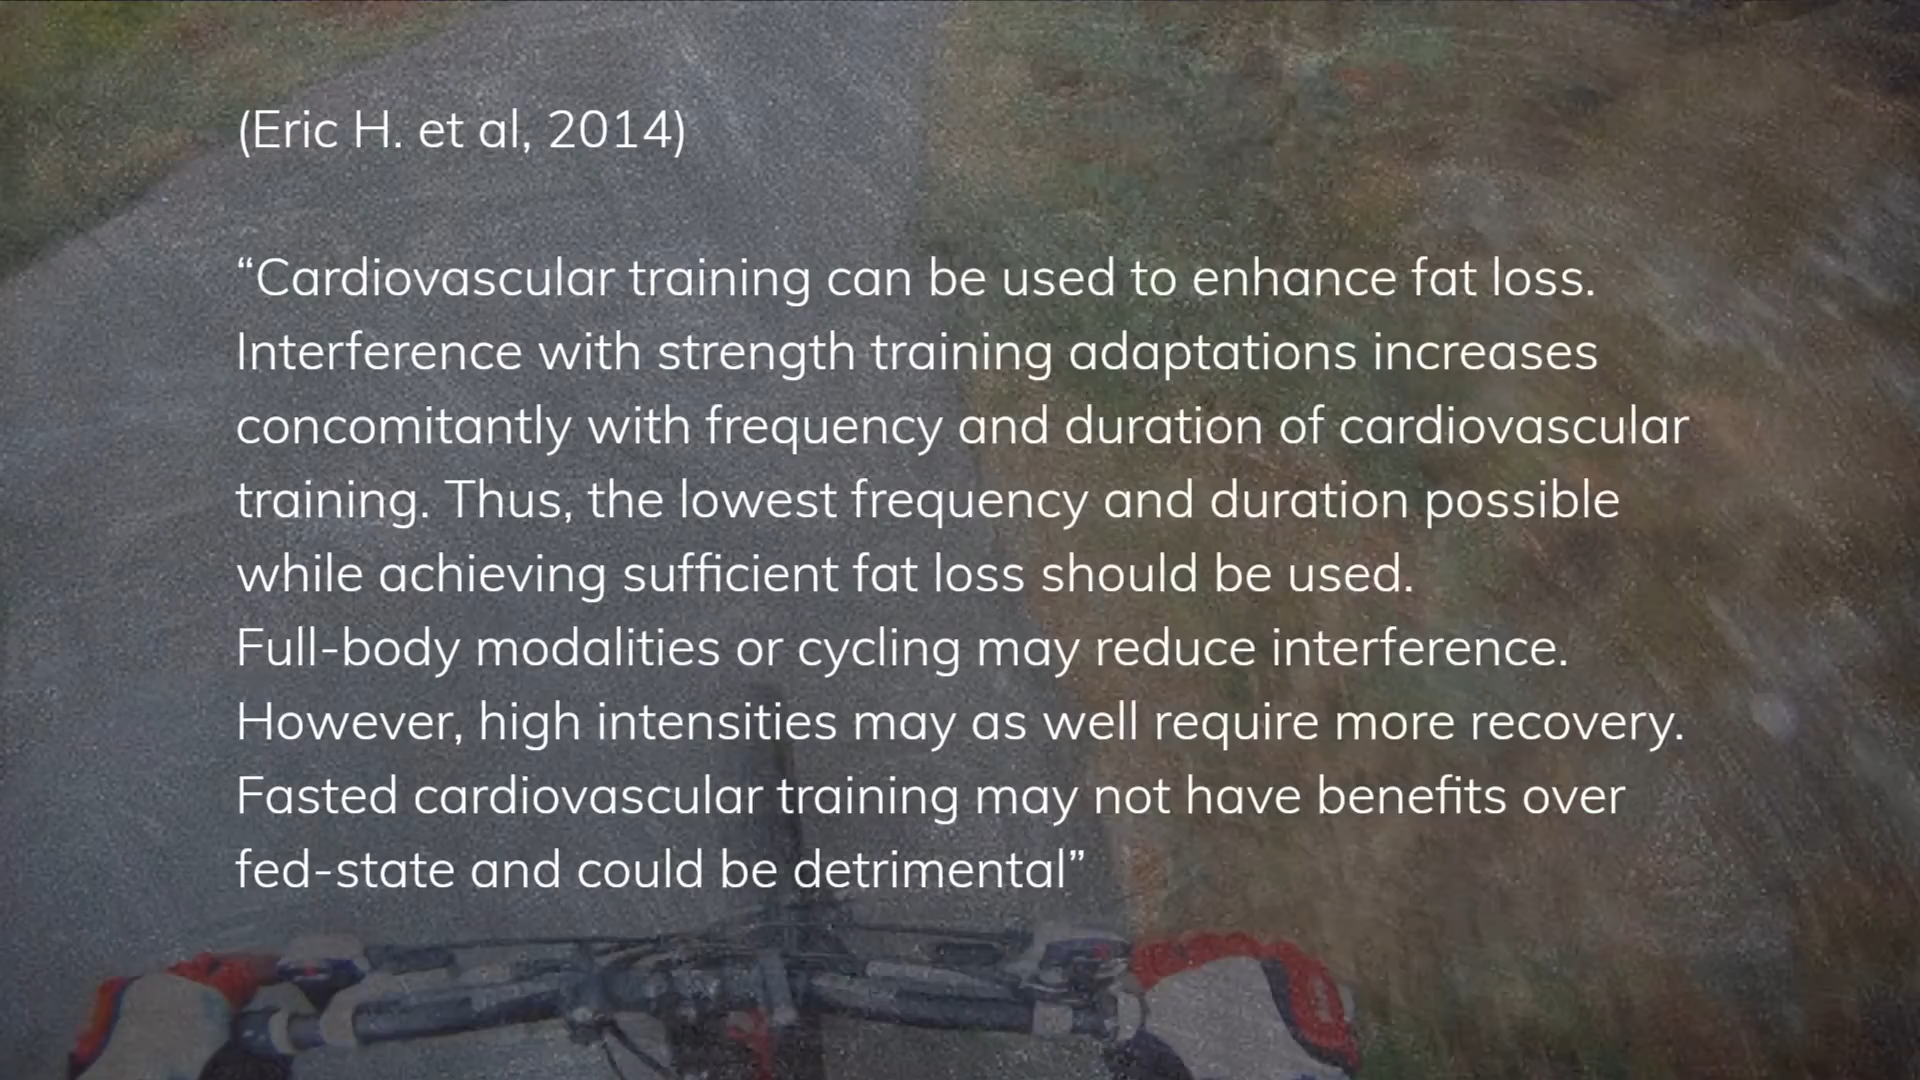 (Eric H. et al, 2014)
“Cardiovascular training can be used to enhance fat loss.
Interference with strength training adaptations increases
concomitantly with frequency and duration of cardiovascular
training. Thus, the lowest frequency and duration possible
while achieving sufficient fat loss should be used.
Full-body modalities or cycling may reduce interference.
However, high intensities may as well require more recovery.
Fasted cardiovascular training may not have benefits over
fed-state and could be detrimental”